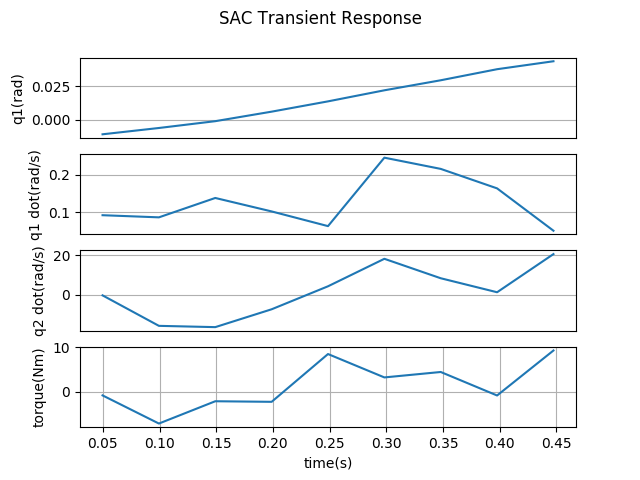 SAC Transient Response
q1(rad)
0.025
0.000
q1 dot(rad/s)
0.2
0.1
q2 dot(rad/s)
20
0
torque(Nm)
10
0
0.05 0.10 0.15 0.20 0.25 0.30 0.35 0.40 0.45
time(s)